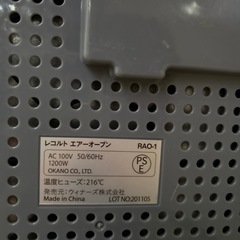 レコルト エアーオーブン RAO-1
AC 100V 50/60Hz
1200W
OKANO CO., LTD.
PS
E
温度ヒューズ:216℃
発売元:ウィナーズ株式会社
Made in China LOT NO.201105